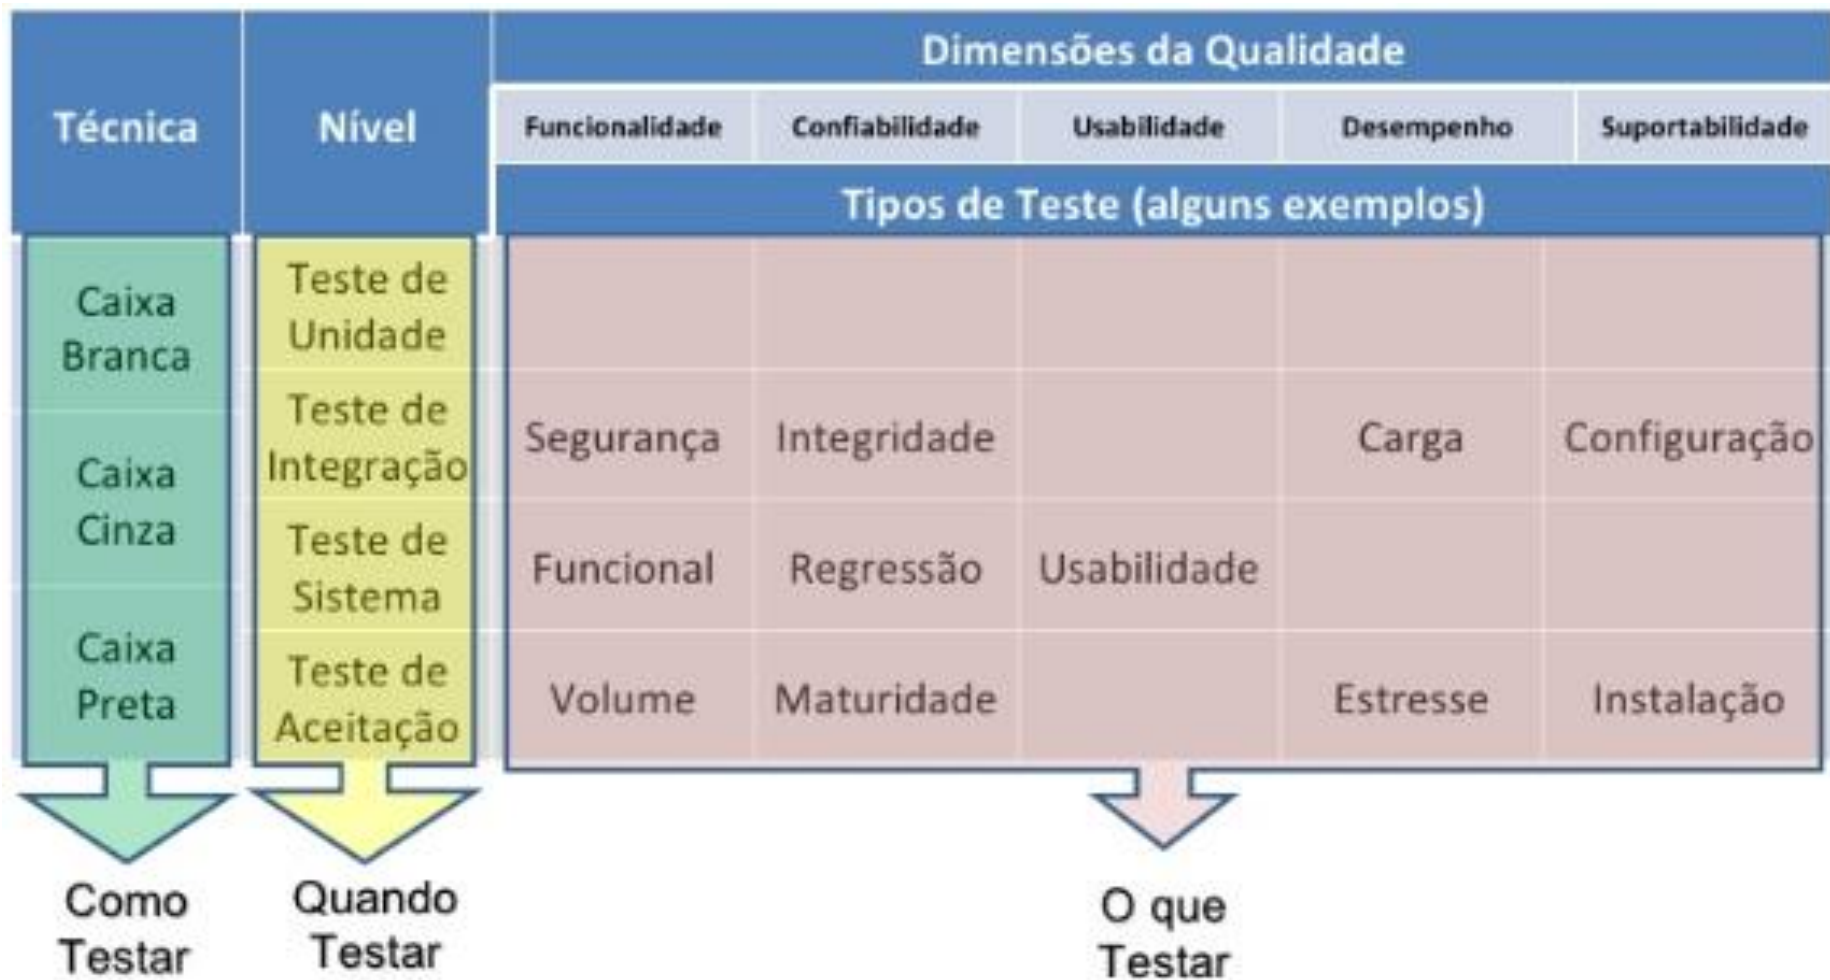 Dimensões da Qualidade
Técnica
Nível
Funcionalidade Confiabilidade Usabilidade Desempenho Suportabilidade
Tipos de Teste (alguns exemplos)
Caixa
Branca
Caixa
Cinza
Caixa
Preta
Teste de
Unidade
Teste de
Integração
Teste de
Sistema
Teste de
Aceitação
Segurança Integridade Carga Configuração
Funcional Regressão Usabilidade
Volume Maturidade Estresse Instalação
Como
Testar
Quando
Testar
O que
Testar